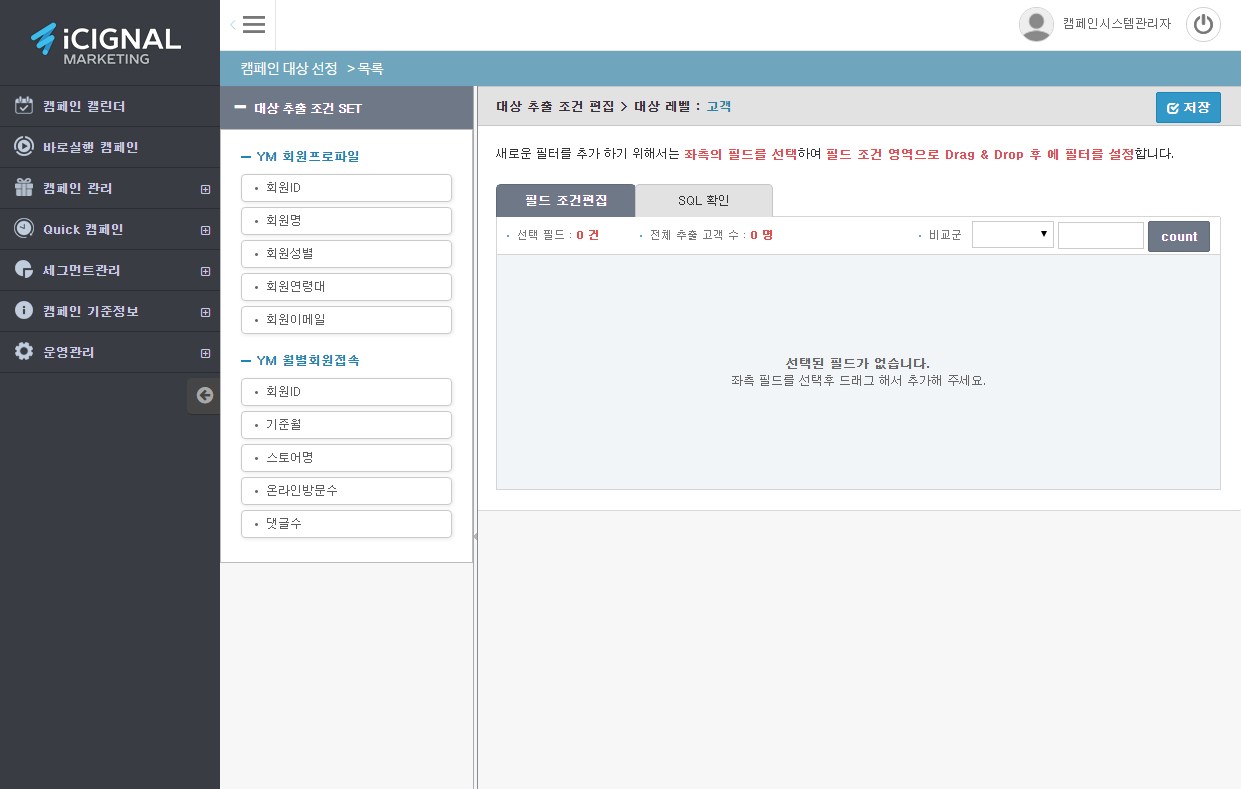 iCIGNAL
MARKETING
캠페인 캘린더
바로실행 캠페인
캠페인 관리
Quick 캠페인
세그먼트관리
캠페인 기준정보
운영관리
캠페인시스템관리자
캠페인 대상 선정 > 목록
대상 추출 조건 SET
YM 회원프로파일
회원ID
회원명
회원성별
회원연령대
회원이메일
YM 월별회원접속
회원ID
기준월
스토어명
온라인방문수
댓글수
대상 추출 조건 편집 > 대상 레벨 : 고객
저장
새로운 필터를 추가 하기 위해서는 좌측의 필드를 선택하여 필드 조건 영역으로 Drag & Drop 후 에 필터를 설정합니다.
필드 조건편집
SQL 확인
선택 필드 : 0 건
전체 추출 고객 수 : 0 명
비교군
count
선택된 필드가 없습니다.
좌측 필드를 선택후 드래그 해서 추가해 주세요.